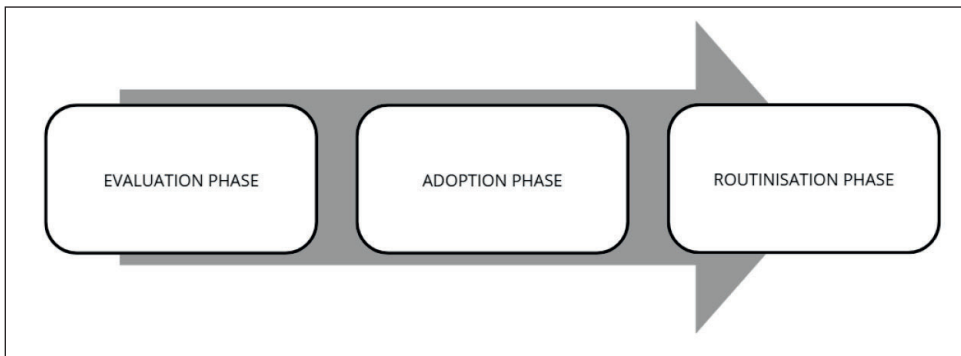 EVALUATION PHASE
ADOPTION PHASE
ROUTINISATION PHASE